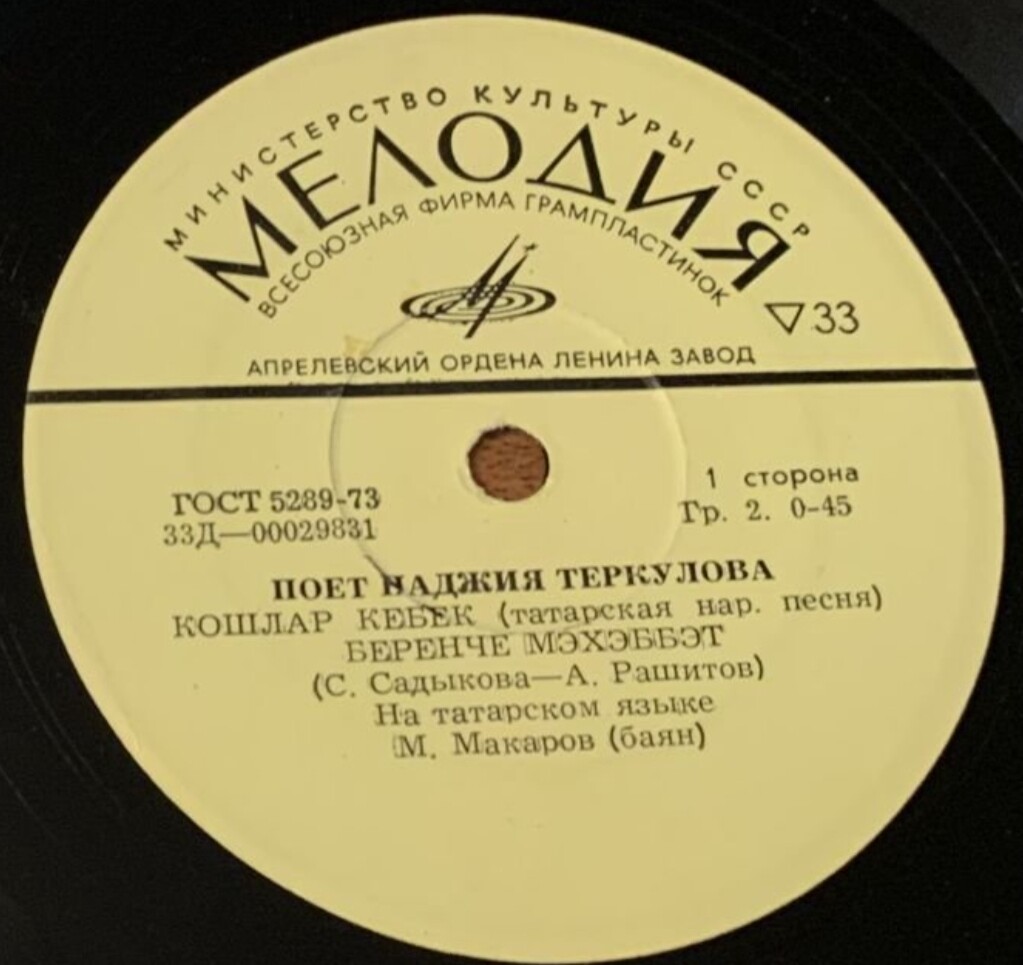 МИНИСТЕРСТВО КУЛЬТУРЫ СССР
МЕЛОДИЯ
ВСЕСОЮЗНАЯ ФИРМА ГРАМПЛАСТИНОК
33
АПРЕЛЕВСКИЙ ОРДЕНА ЛЕНИНА ЗАВОД
ГОСТ 5289-73
1 сторона
33Д—00029831
Гр. 2. 0-45
ПОЕТ НАДЖИЯ ТЕРКУЛОВА
КОШЛАР КЕБЕК (татарская нар. песня)
БЕРЕНЧЕ МЭХЭББЭТ
(С. Садыкова—А. Рашитов)
На татарском языке
М. Макаров (баян)